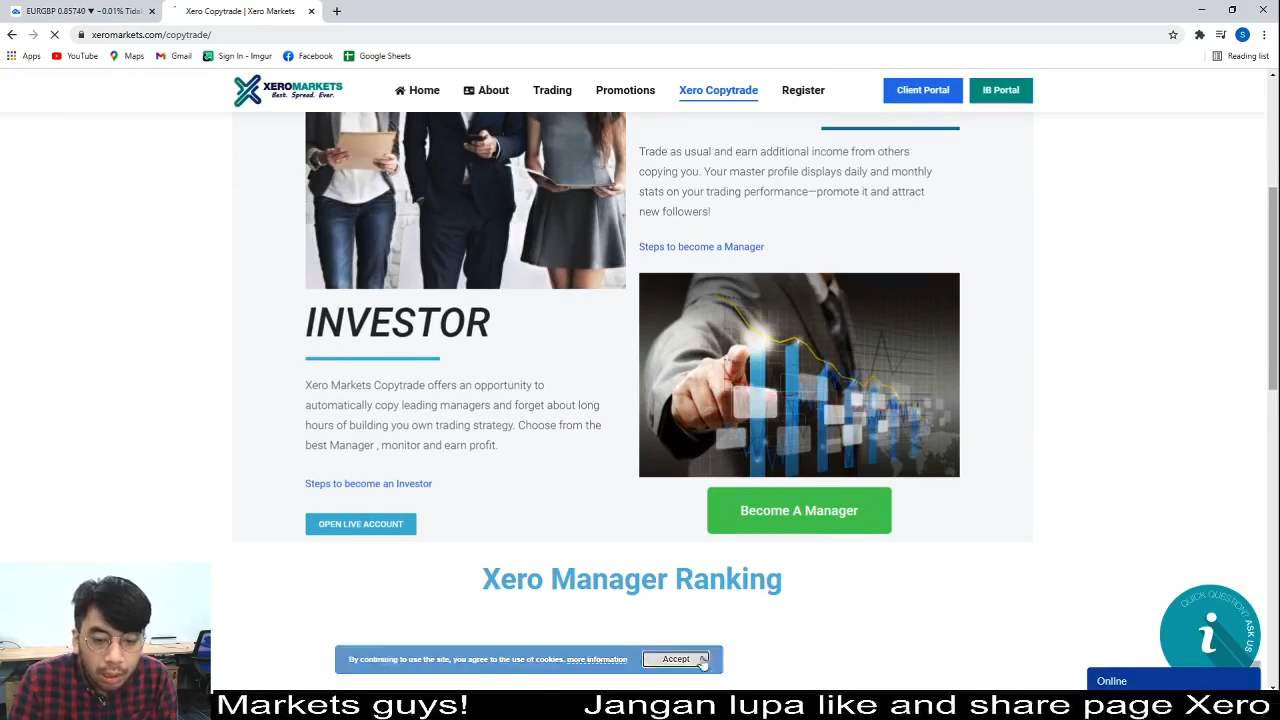 EURGBP 0.85740 ▼ −0.01% Tida
Xero Copytrade
xeromarkets.com/copytrade/
S
Apps
YouTube
Maps
Gmail
Sign In - Imgur
Facebook
Google Sheets
Reading list
XEROMARKETS
Best. Spread. Ever.
Home
About
Trading
Promotions
Xero Copytrade
Register
Client Portal
IB Portal
Trade as usual and earn additional income from others
copying you. Your master profile displays daily and monthly
stats on your trading performance—promote it and attract
new followers!
Steps to become a Manager
INVESTOR
Xero Markets Copytrade offers an opportunity to
automatically copy leading managers and forget about long
hours of building you own trading strategy. Choose from the
best Manager , monitor and earn profit.
Steps to become an Investor
OPEN LIVE ACCOUNT
Become A Manager
Xero Manager Ranking
By continuing to use the site, you agree to the use of cookies. more information
Accept
QUICK QUESTION? ASK US
Online
Markets guys! Jangan lupa like and share page Xero